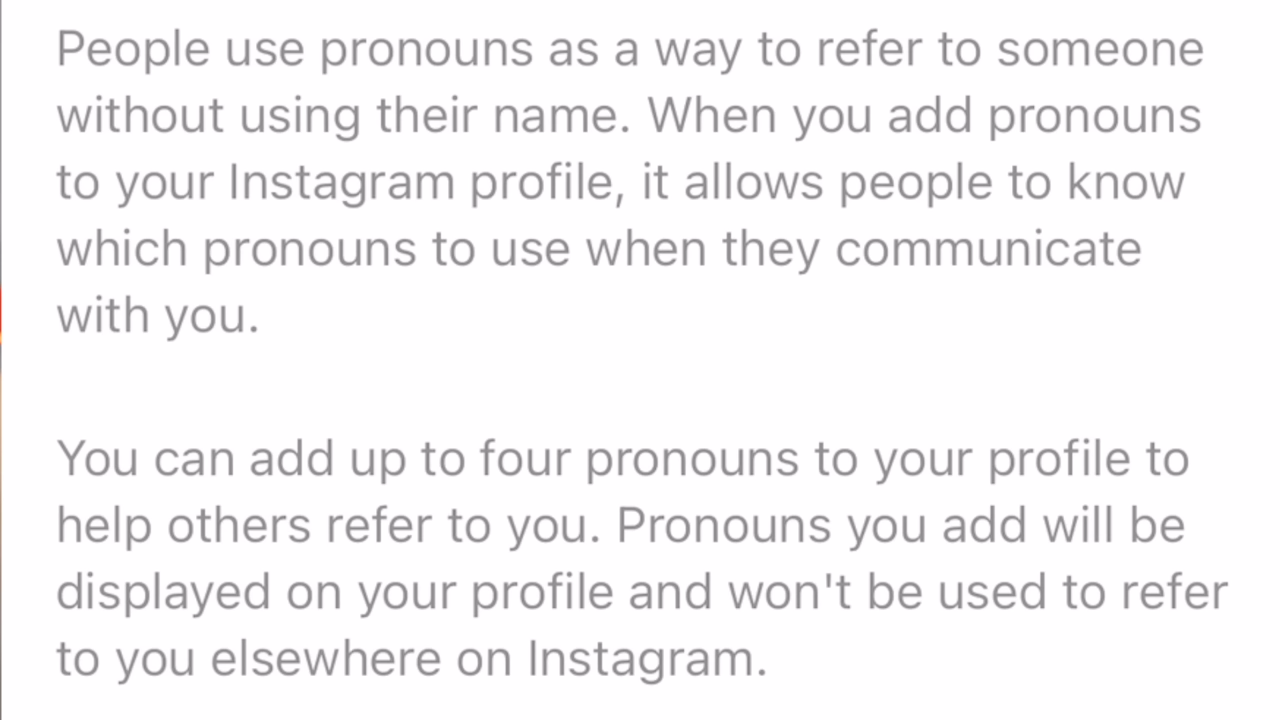 People use pronouns as a way to refer to someone
without using their name. When you add pronouns
to your Instagram profile, it allows people to know
which pronouns to use when they communicate
with you.
You can add up to four pronouns to your profile to
help others refer to you. Pronouns you add will be
displayed on your profile and won't be used to refer
to you elsewhere on Instagram.